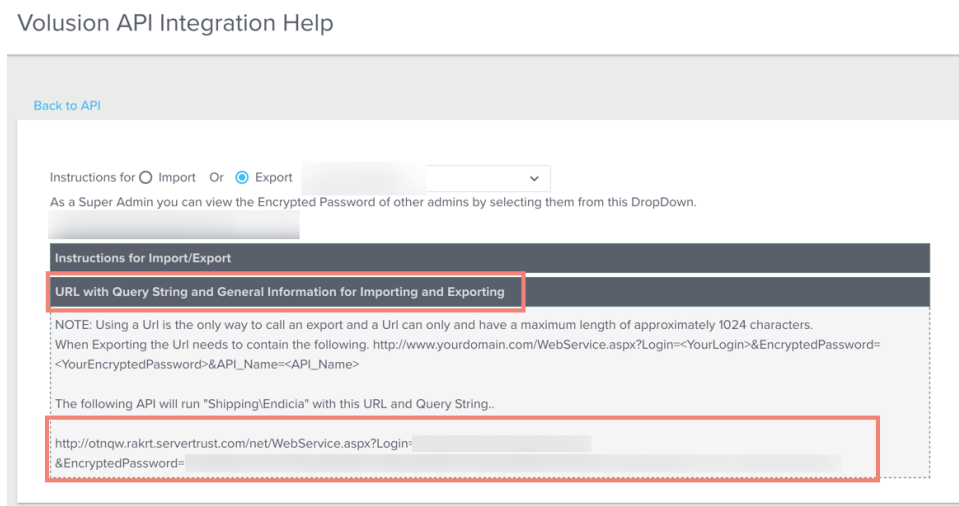 Volusion API Integration Help
Back to API
Instructions for Import Or Export
As a Super Admin you can view the Encrypted Password of other admins by selecting them from this DropDown.
Instructions for Import/Export
URL with Query String and General Information for Importing and Exporting
NOTE: Using a Url is the only way to call an export and a Url can only and have a maximum length of approximately 1024 characters.
When Exporting the Url needs to contain the following. http://www.yourdomain.com/WebService.aspx?Login=<YourLogin>&EncryptedPassword=
<YourEncryptedPassword>&API_Name=<API_Name>
The following API will run "Shipping\Endicia" with this URL and Query String..
http://otnqw.rakrt.servertrust.com/net/WebService.aspx?Login=
&EncryptedPassword=